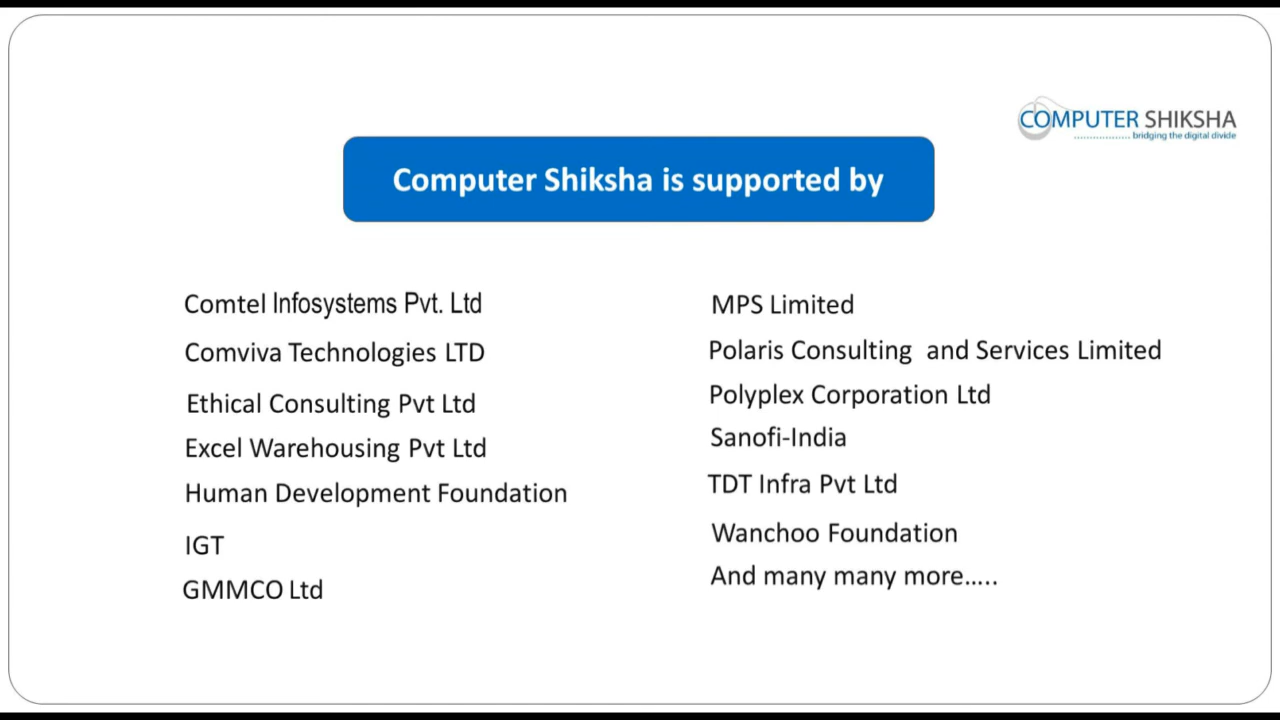 COMPUTER SHIKSHA
bridging the digital divide
Computer Shiksha is supported by
Comtel Infosystems Pvt. Ltd
Comviva Technologies LTD
Ethical Consulting Pvt Ltd
Excel Warehousing Pvt Ltd
Human Development Foundation
IGT
GMMCO Ltd
MPS Limited
Polaris Consulting  and Services Limited
Polyplex Corporation Ltd
Sanofi-India
TDT Infra Pvt Ltd
Wanchoo Foundation
And many many more.....